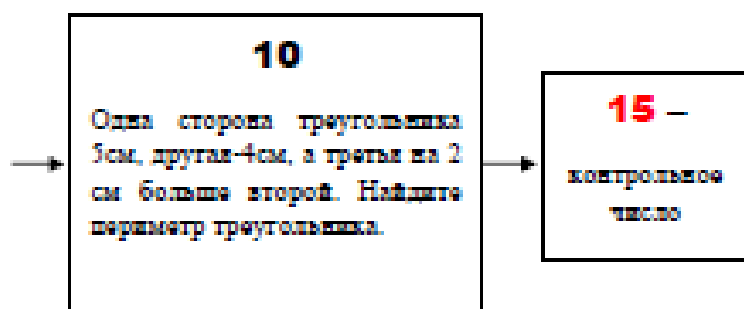 10
Одна сторона треугольника
5см, другая-4см, а третья на 2
см больше второй. Найдите
периметр треугольника.
15 –
контрольное
число